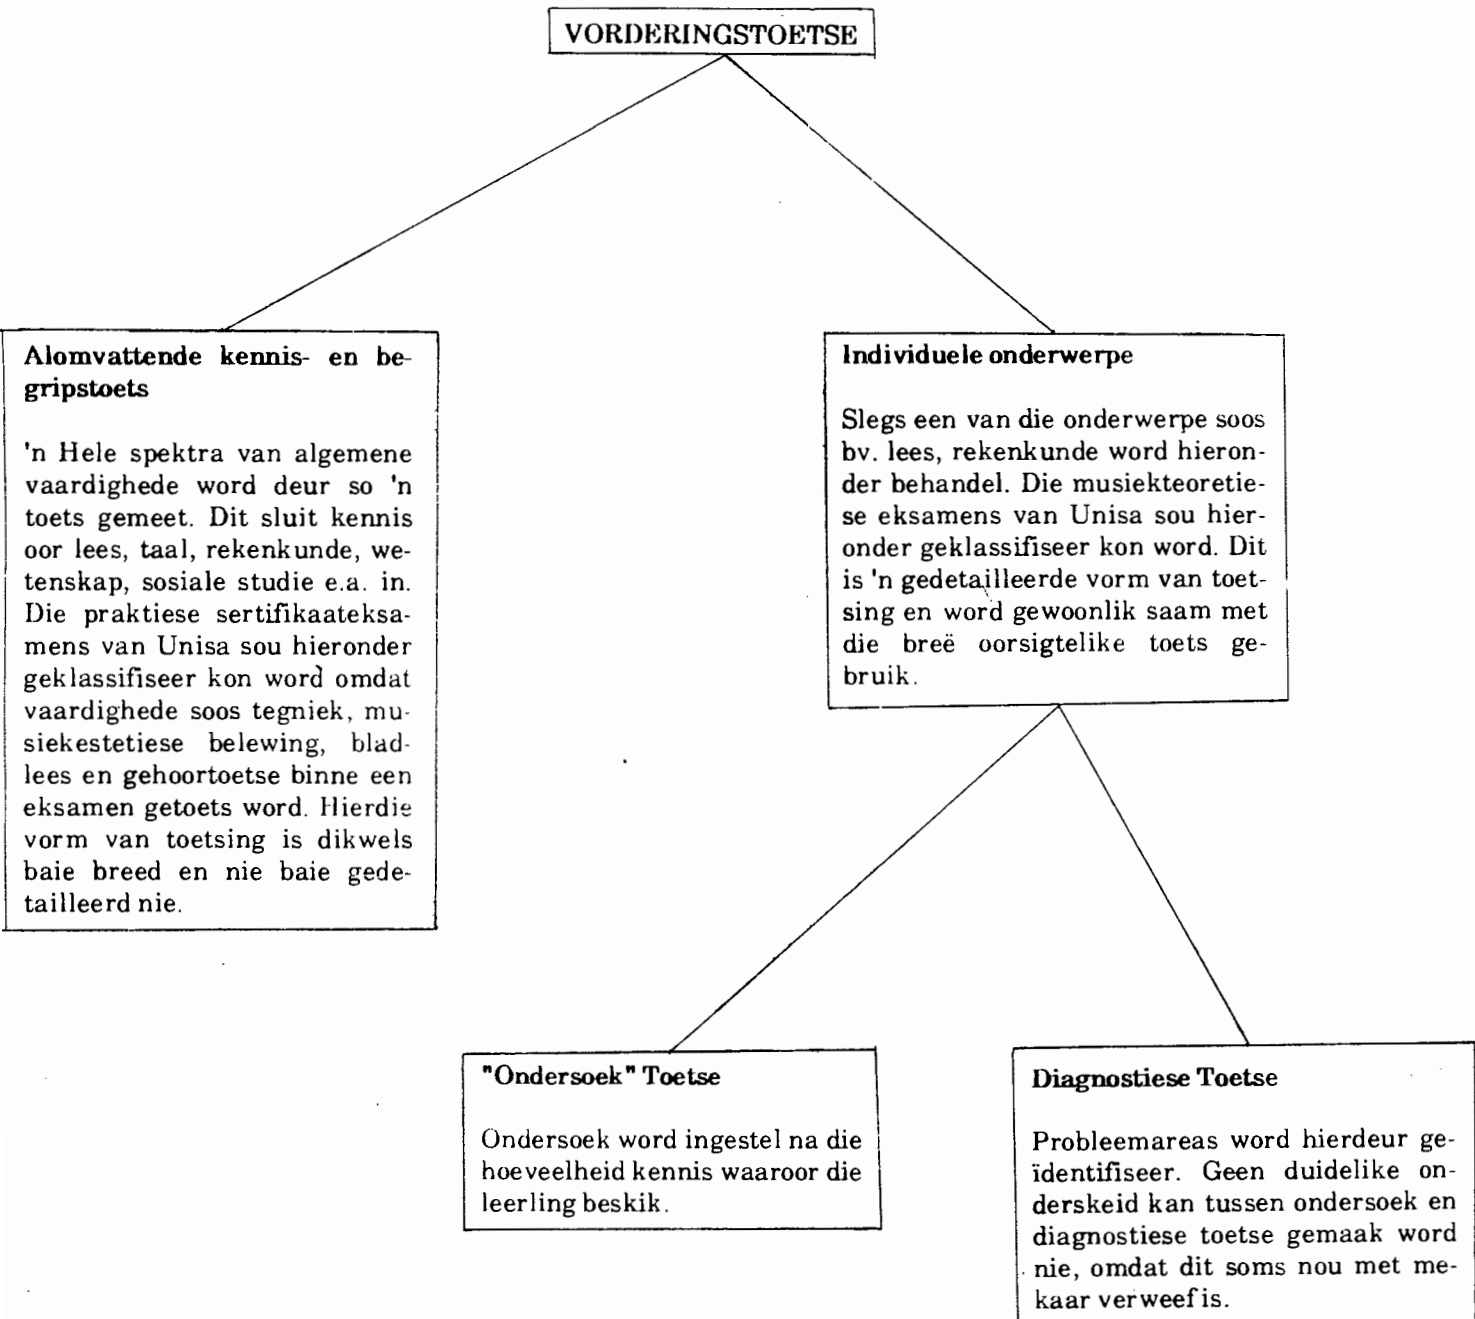 VORDERINGSTOETSE
Alomvattende kennis- en be-
gripstoets
'n Hele spektra van algemene
vaardighede word deur so 'n
toets gemeet. Dit sluit kennis
oor lees, taal, rekenkunde, we-
tenskap, sosiale studie e.a. in.
Die praktiese sertifikaateksa-
mens van Unisa sou hieronder
geklassifiseer kon word omdat
vaardighede soos tegniek, mu-
siekestetiese belewing, blad-
lees en gehoortoetse binne een
eksamen getoets word. Hierdie
vorm van toetsing is dikwels
baie breed en nie baie gede-
tailleerd nie.
Individuele onderwerpe
Slegs een van die onderwerpe soos
bv. lees, rekenkunde word hieron-
der behandel. Die musiekteoretie-
se eksamens van Unisa sou hier-
onder geklassifiseer kon word. Dit
is 'n gedetailleerde vorm van toet-
sing en word gewoonlik saam met
die breë oorsigtelike toets ge-
bruik.
"Ondersoek" Toetse
Ondersoek word ingestel na die
hoeveelheid kennis waaroor die
leerling beskik.
Diagnostiese Toetse
Probleemareas word hierdeur ge-
ïdentifiseer. Geen duidelike on-
derskeid kan tussen ondersoek en
diagnostiese toetse gemaak word
nie, omdat dit soms nou met me-
kaar verweef is.